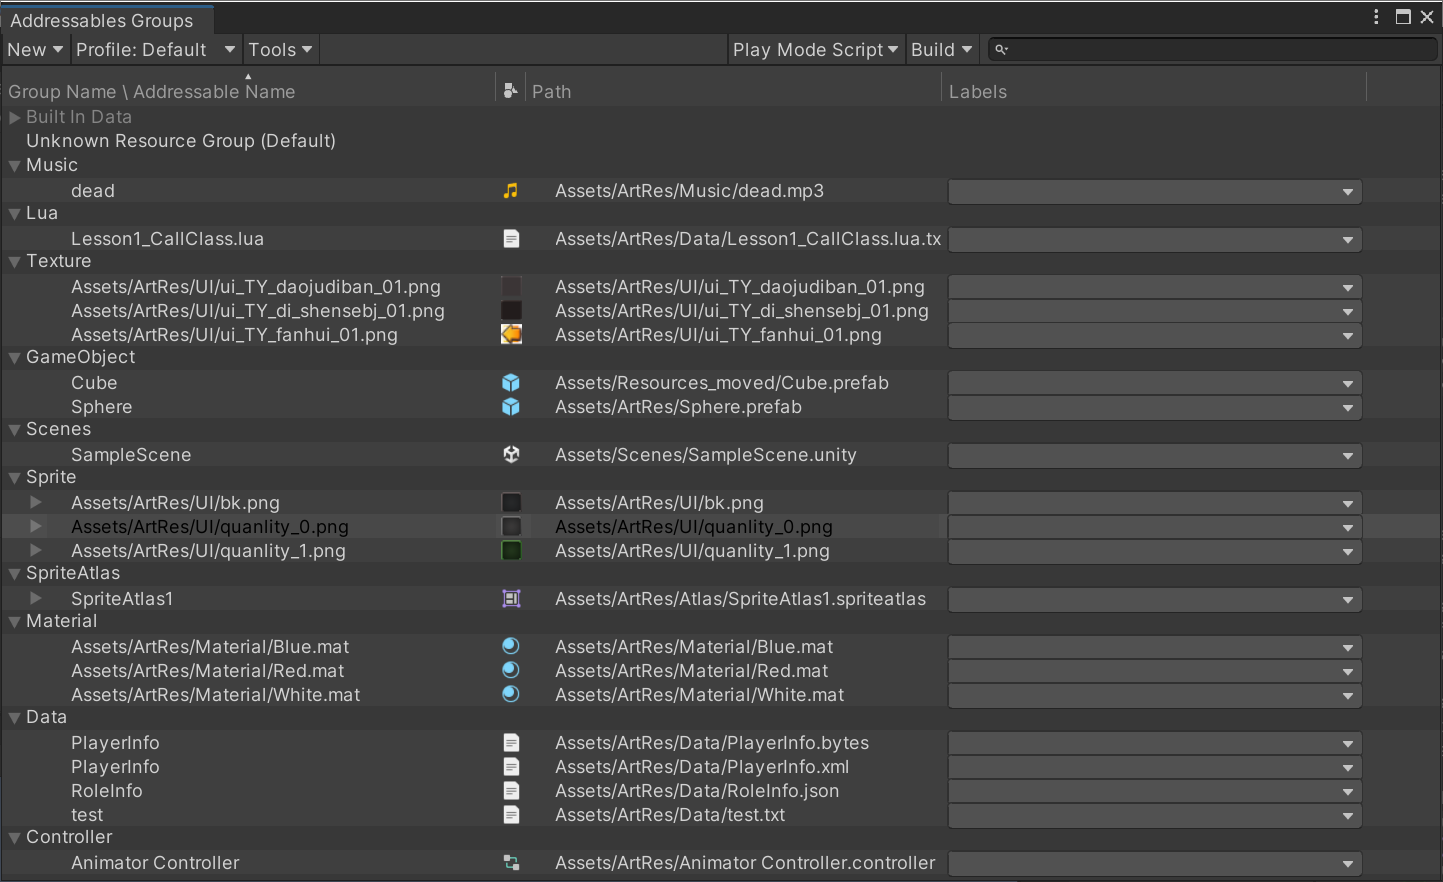 Addressables Groups
New Profile: Default Tools Play Mode Script Build
Group Name \ Addressable Name Path Labels
Built In Data
Unknown Resource Group (Default)
Music
dead Assets/ArtRes/Music/dead.mp3
Lua
Lesson1_CallClass.lua Assets/ArtRes/Data/Lesson1_CallClass.lua.tx
Texture
Assets/ArtRes/UI/ui_TY_daojudiban_01.png Assets/ArtRes/UI/ui_TY_daojudiban_01.png
Assets/ArtRes/UI/ui_TY_di_shensebj_01.png Assets/ArtRes/UI/ui_TY_di_shensebj_01.png
Assets/ArtRes/UI/ui_TY_fanhui_01.png Assets/ArtRes/UI/ui_TY_fanhui_01.png
GameObject
Cube Assets/Resources_moved/Cube.prefab
Sphere Assets/ArtRes/Sphere.prefab
Scenes
SampleScene Assets/Scenes/SampleScene.unity
Sprite
Assets/ArtRes/UI/bk.png Assets/ArtRes/UI/bk.png
Assets/ArtRes/UI/quanlity_0.png Assets/ArtRes/UI/quanlity_0.png
Assets/ArtRes/UI/quanlity_1.png Assets/ArtRes/UI/quanlity_1.png
SpriteAtlas
SpriteAtlas1 Assets/ArtRes/Atlas/SpriteAtlas1.spriteatlas
Material
Assets/ArtRes/Material/Blue.mat Assets/ArtRes/Material/Blue.mat
Assets/ArtRes/Material/Red.mat Assets/ArtRes/Material/Red.mat
Assets/ArtRes/Material/White.mat Assets/ArtRes/Material/White.mat
Data
PlayerInfo Assets/ArtRes/Data/PlayerInfo.bytes
PlayerInfo Assets/ArtRes/Data/PlayerInfo.xml
RoleInfo Assets/ArtRes/Data/RoleInfo.json
test Assets/ArtRes/Data/test.txt
Controller
Animator Controller Assets/ArtRes/Animator Controller.controller